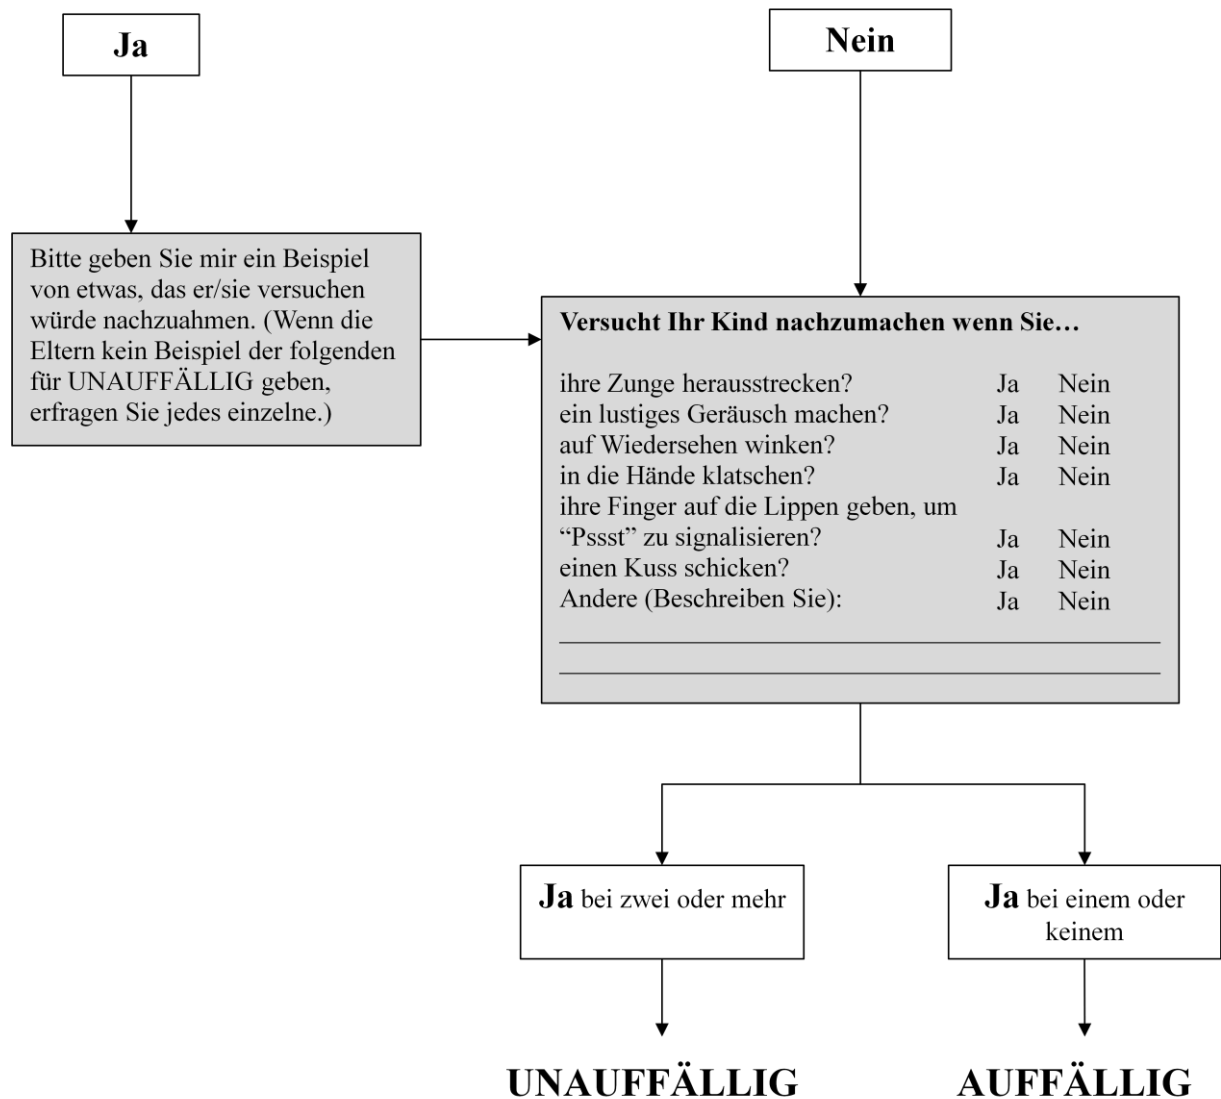 Ja
Nein
Bitte geben Sie mir ein Beispiel
von etwas, das er/sie versuchen
würde nachzuahmen. (Wenn die
Eltern kein Beispiel der folgenden
für UNAUFFÄLLIG geben,
erfragen Sie jedes einzelne.)
Versucht Ihr Kind nachzumachen wenn Sie…
ihre Zunge herausstrecken? Ja Nein
ein lustiges Geräusch machen? Ja Nein
auf Wiedersehen winken? Ja Nein
in die Hände klatschen? Ja Nein
ihre Finger auf die Lippen geben, um
“Pssst” zu signalisieren? Ja Nein
einen Kuss schicken? Ja Nein
Andere (Beschreiben Sie): Ja Nein
Ja bei zwei oder mehr
Ja bei einem oder
keinem
UNAUFFÄLLIG
AUFFÄLLIG